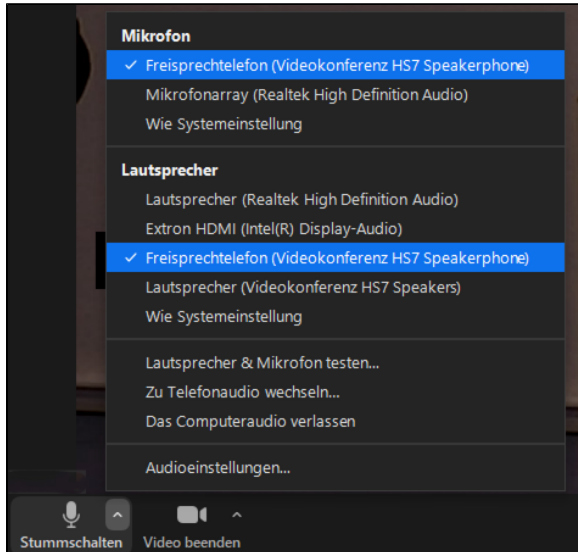 Mikrofon
Freisprechtelefon (Videokonferenz HS7 Speakerphone)
Mikrofonarray (Realtek High Definition Audio)
Wie Systemeinstellung
Lautsprecher
Lautsprecher (Realtek High Definition Audio)
Extron HDMI (Intel(R) Display-Audio)
Freisprechtelefon (Videokonferenz HS7 Speakerphone)
Lautsprecher (Videokonferenz HS7 Speakers)
Wie Systemeinstellung
Lautsprecher & Mikrofon testen...
Zu Telefonaudio wechseln...
Das Computeraudio verlassen
Audioeinstellungen...
Stummschalten Video beenden